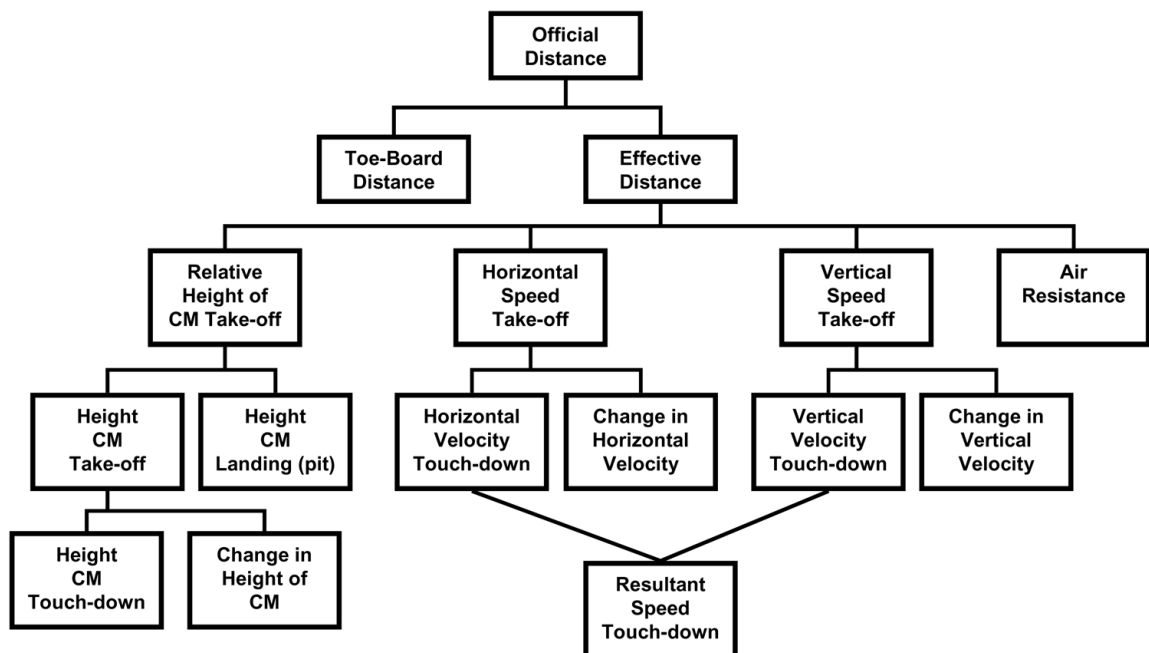 Official
Distance
Toe-Board
Distance
Effective
Distance
Relative
Height of
CM Take-off
Horizontal
Speed
Take-off
Vertical
Speed
Take-off
Air
Resistance
Height
CM
Take-off
Height
CM
Landing (pit)
Horizontal
Velocity
Touch-down
Change in
Horizontal
Velocity
Vertical
Velocity
Touch-down
Change in
Vertical
Velocity
Height
CM
Touch-down
Change in
Height of
CM
Resultant
Speed
Touch-down